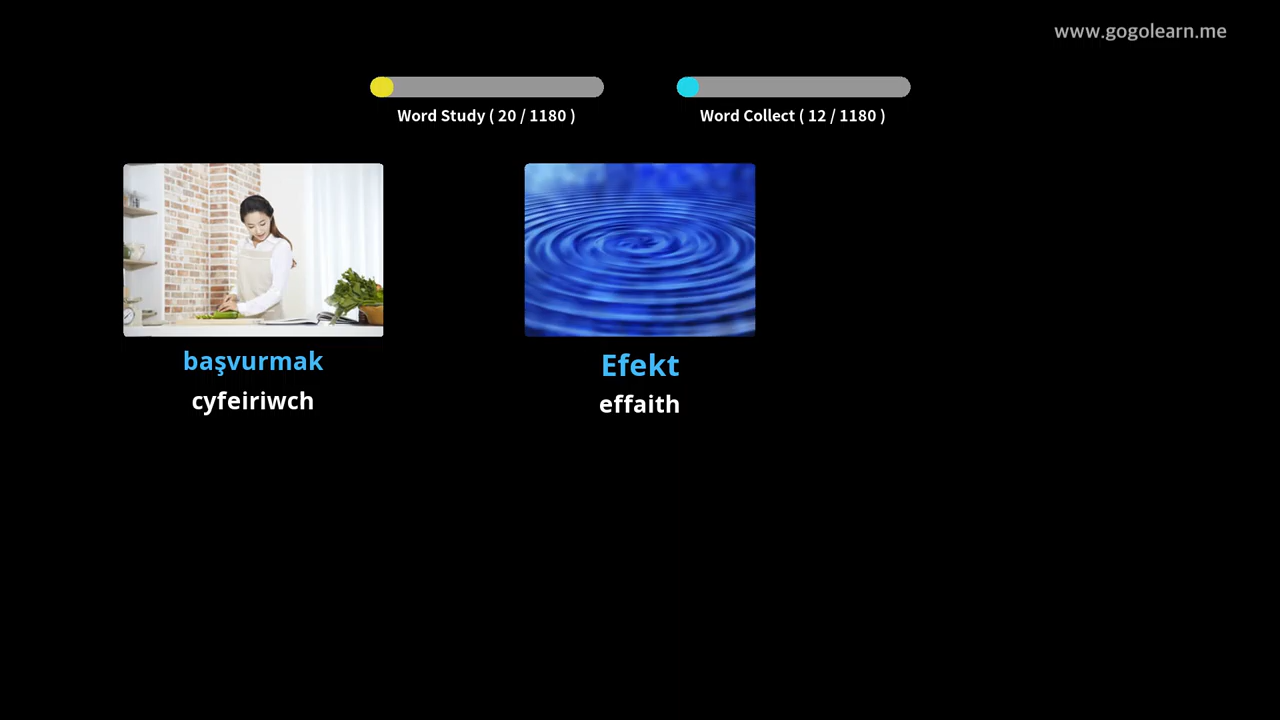 www.gogolearn.me
Word Study ( 20 / 1180 )
Word Collect ( 12 / 1180 )
başvurmak
cyfeiriwch
Efekt
effaith